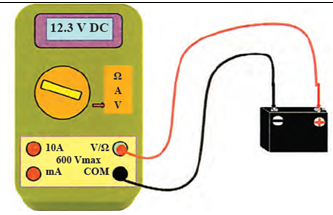 12.3 V DC
Ω
A
V
10A V/Ω
600 Vmax
mA COM